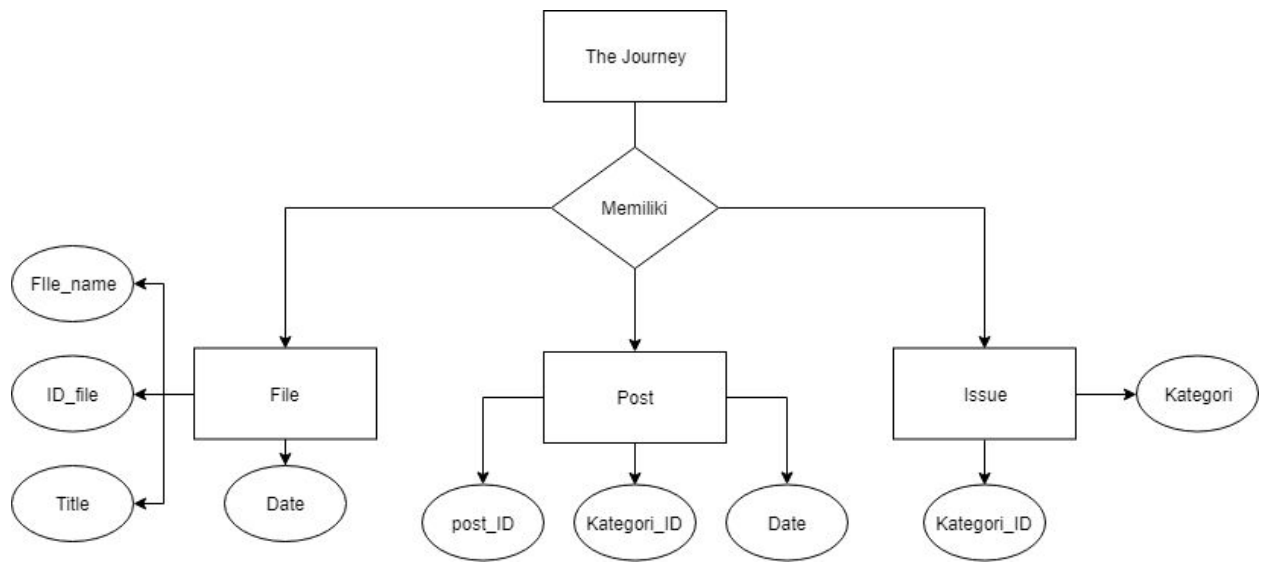 The Journey
Memiliki
FIle_name
ID_file
File
Post
Issue
Kategori
Title
Date
post_ID
Kategori_ID
Date
Kategori_ID